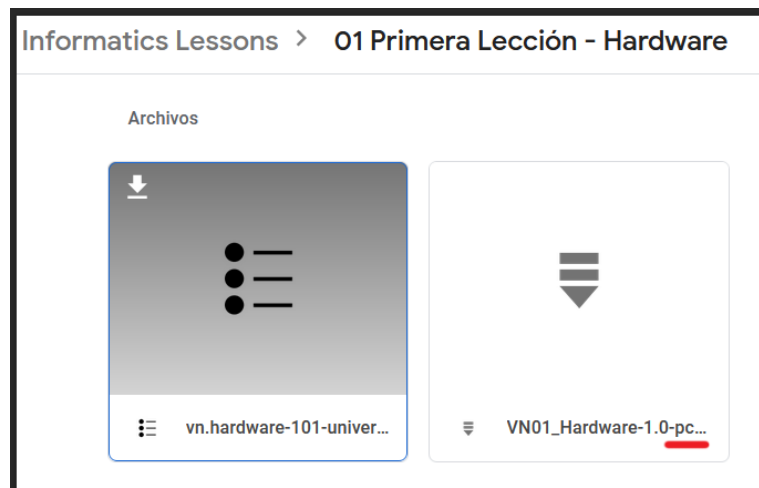 Informatics Lessons > 01 Primera Lección - Hardware
Archivos
vn.hardware-101-univer...
VN01_Hardware-1.0-pc...